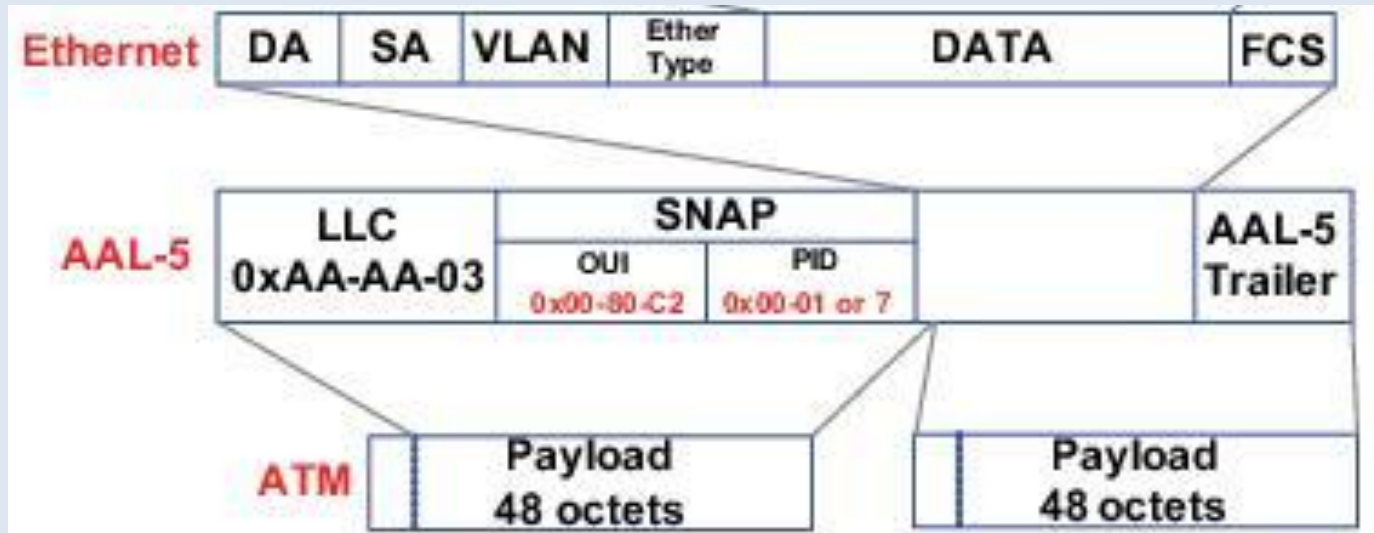 Ethernet DA SA VLAN Ether Type DATA FCS
AAL-5
LLC
0xAA-AA-03
SNAP
OUI
0x00-80-C2
PID
0x00-01 or 7
AAL-5
Trailer
ATM
Payload
48 octets
Payload
48 octets